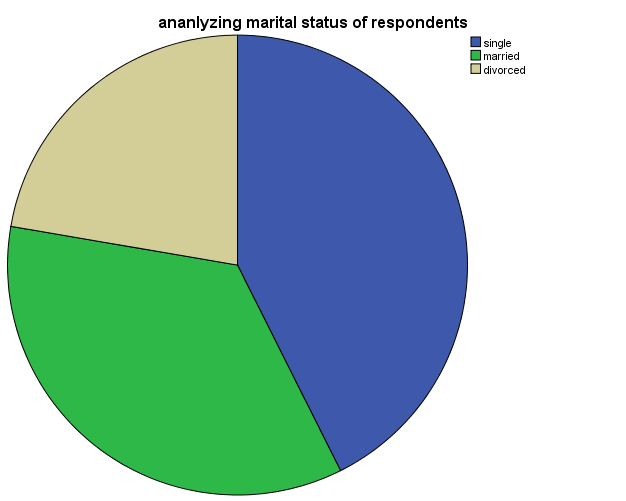 ananlyzing marital status of respondents
single
married
divorced